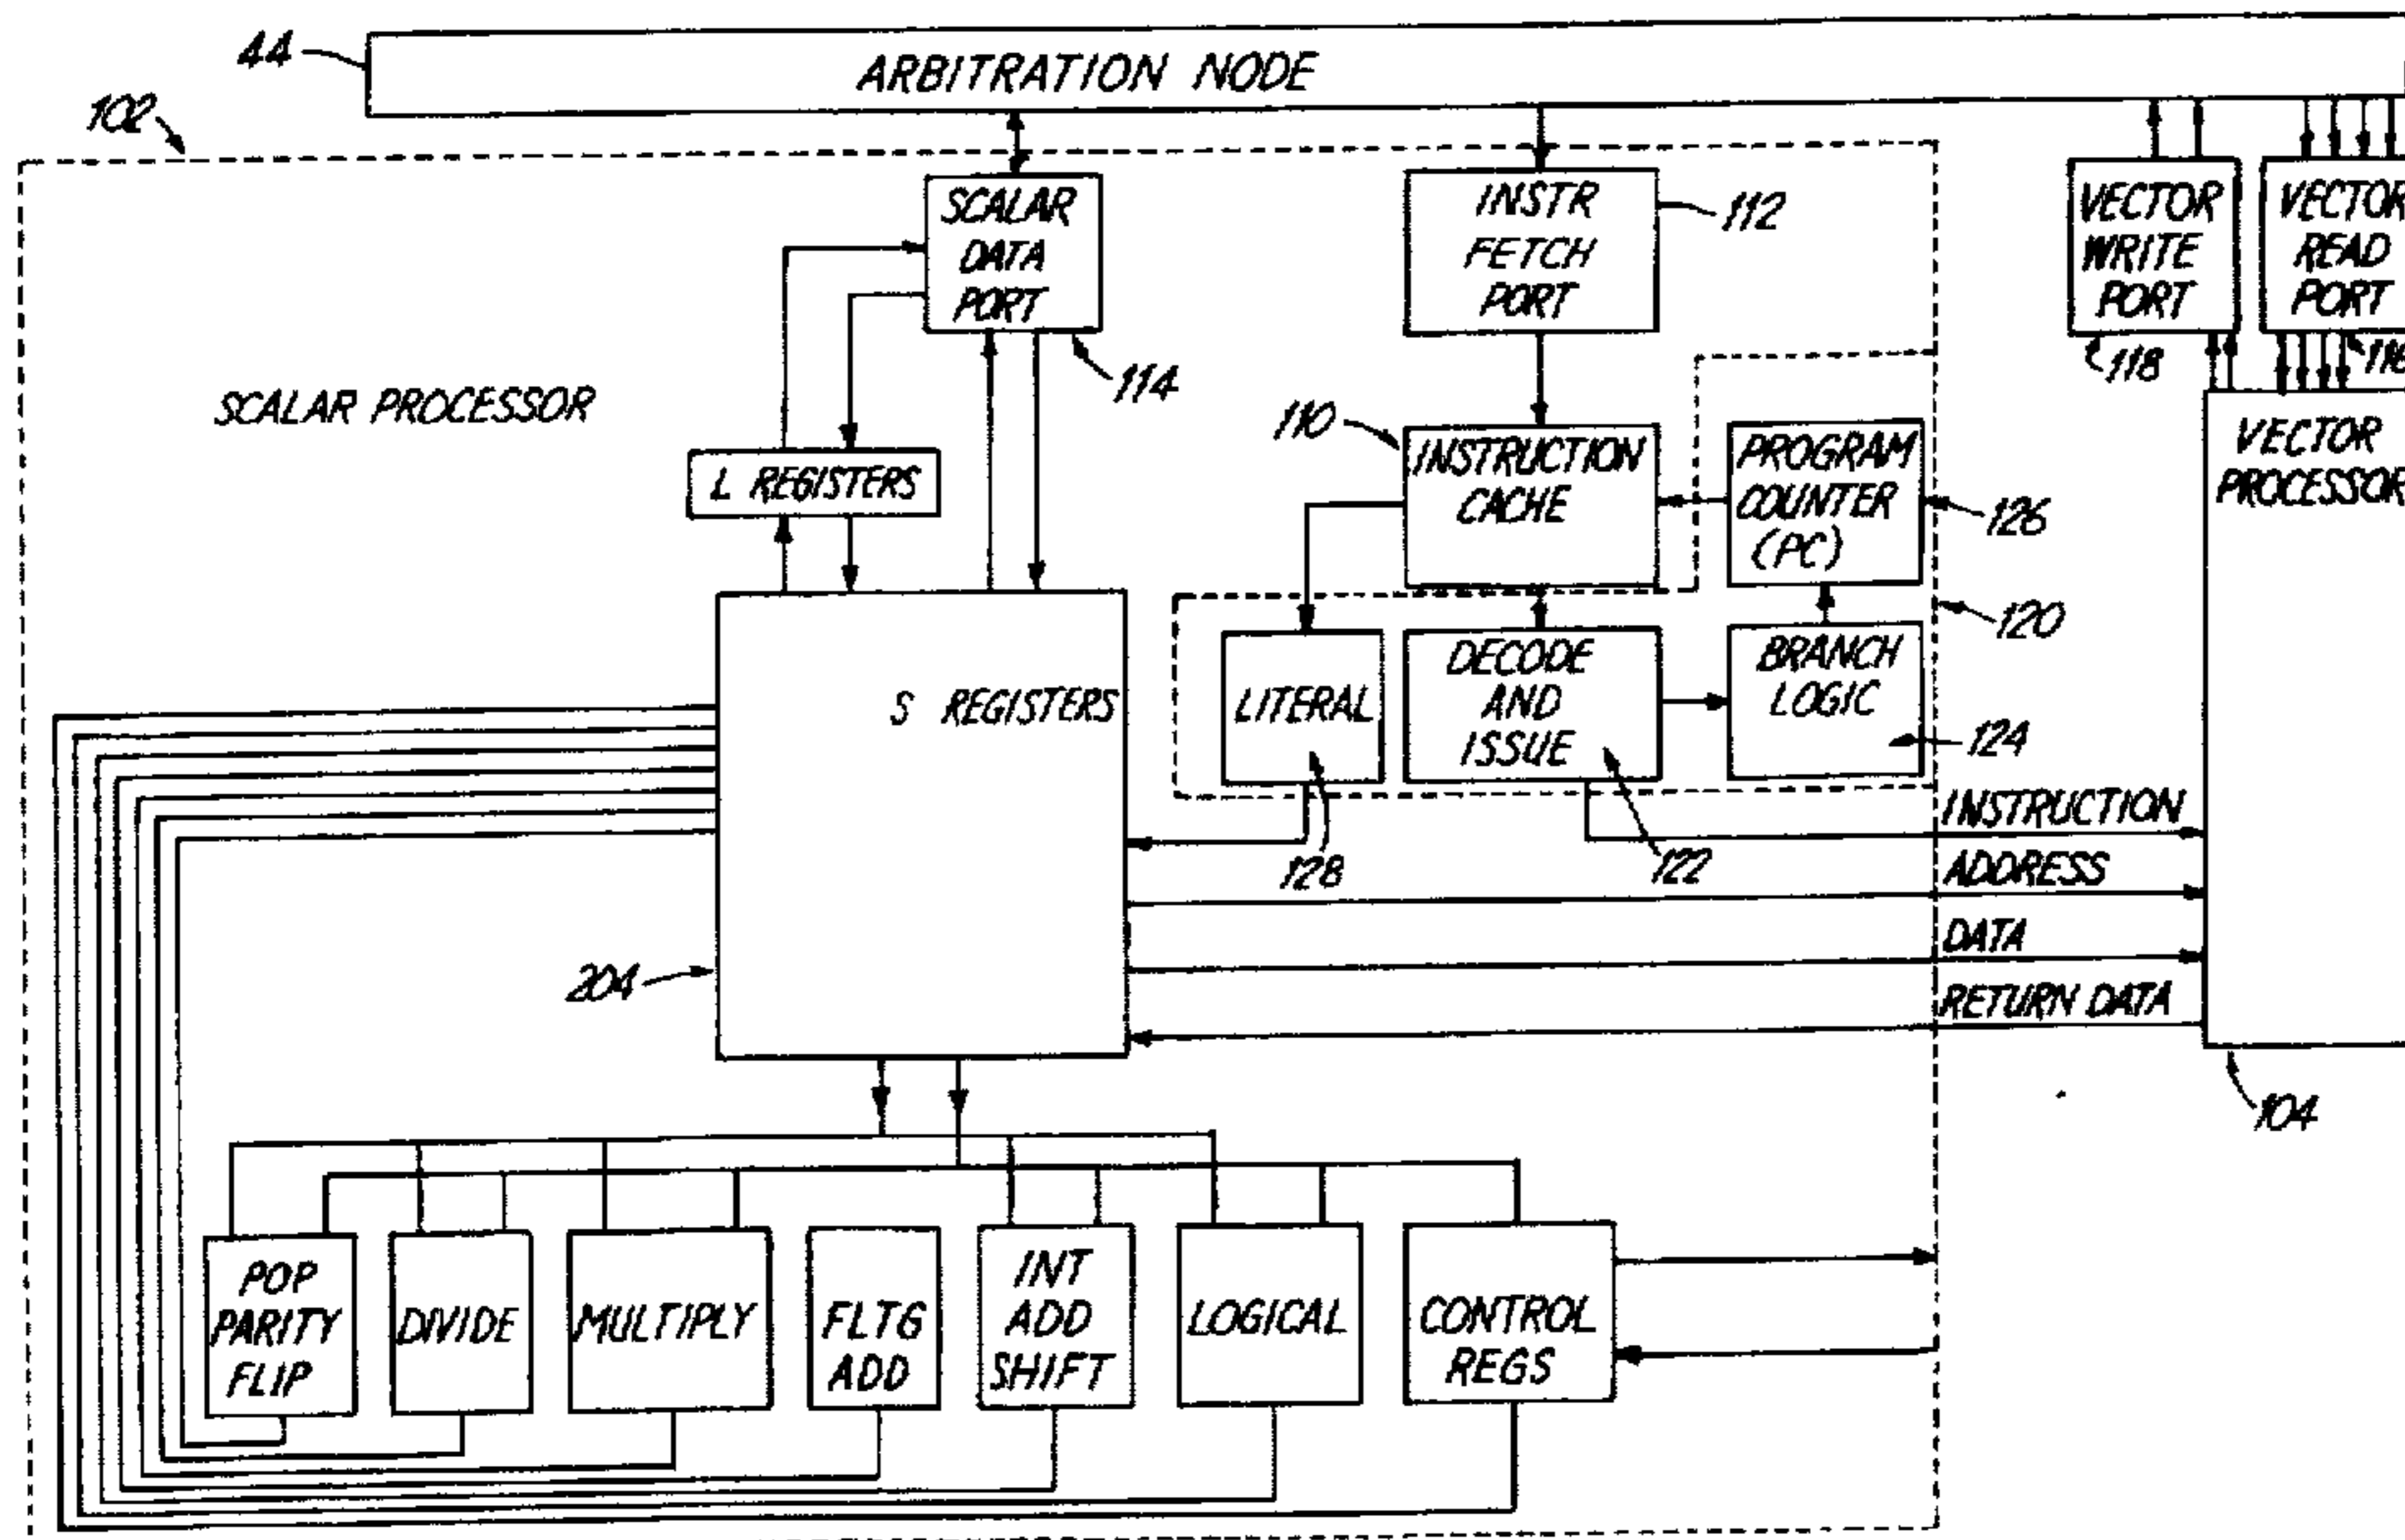 44
ARBITRATION NODE
102
SCALAR
DATA
PORT
114
INSTR
FETCH
PORT
112
VECTOR
WRITE
PORT
118
VECTOR
READ
PORT
116
SCALAR PROCESSOR
L REGISTERS
110
INSTRUCTION
CACHE
PROGRAM
COUNTER
(PC)
126
VECTOR
PROCESSOR
120
S REGISTERS
LITERAL
DECODE
AND
ISSUE
BRANCH
LOGIC
124
128
122
INSTRUCTION
ADDRESS
DATA
RETURN DATA
204
104
POP
PARITY
FLIP
DIVIDE
MULTIPLY
FLTG
ADD
INT
ADD
SHIFT
LOGICAL
CONTROL
REGS